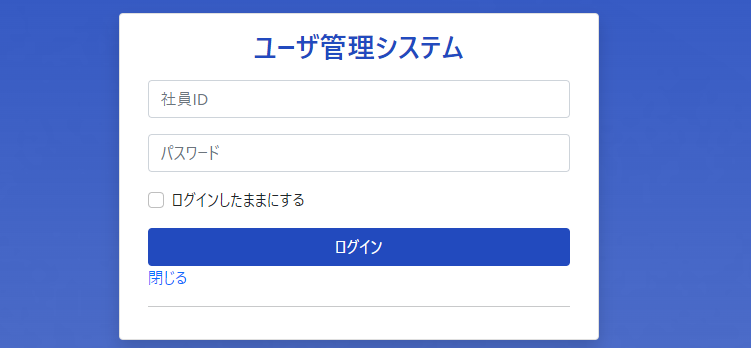 ユーザ管理システム
社員ID
パスワード
ログインしたままにする
ログイン
閉じる